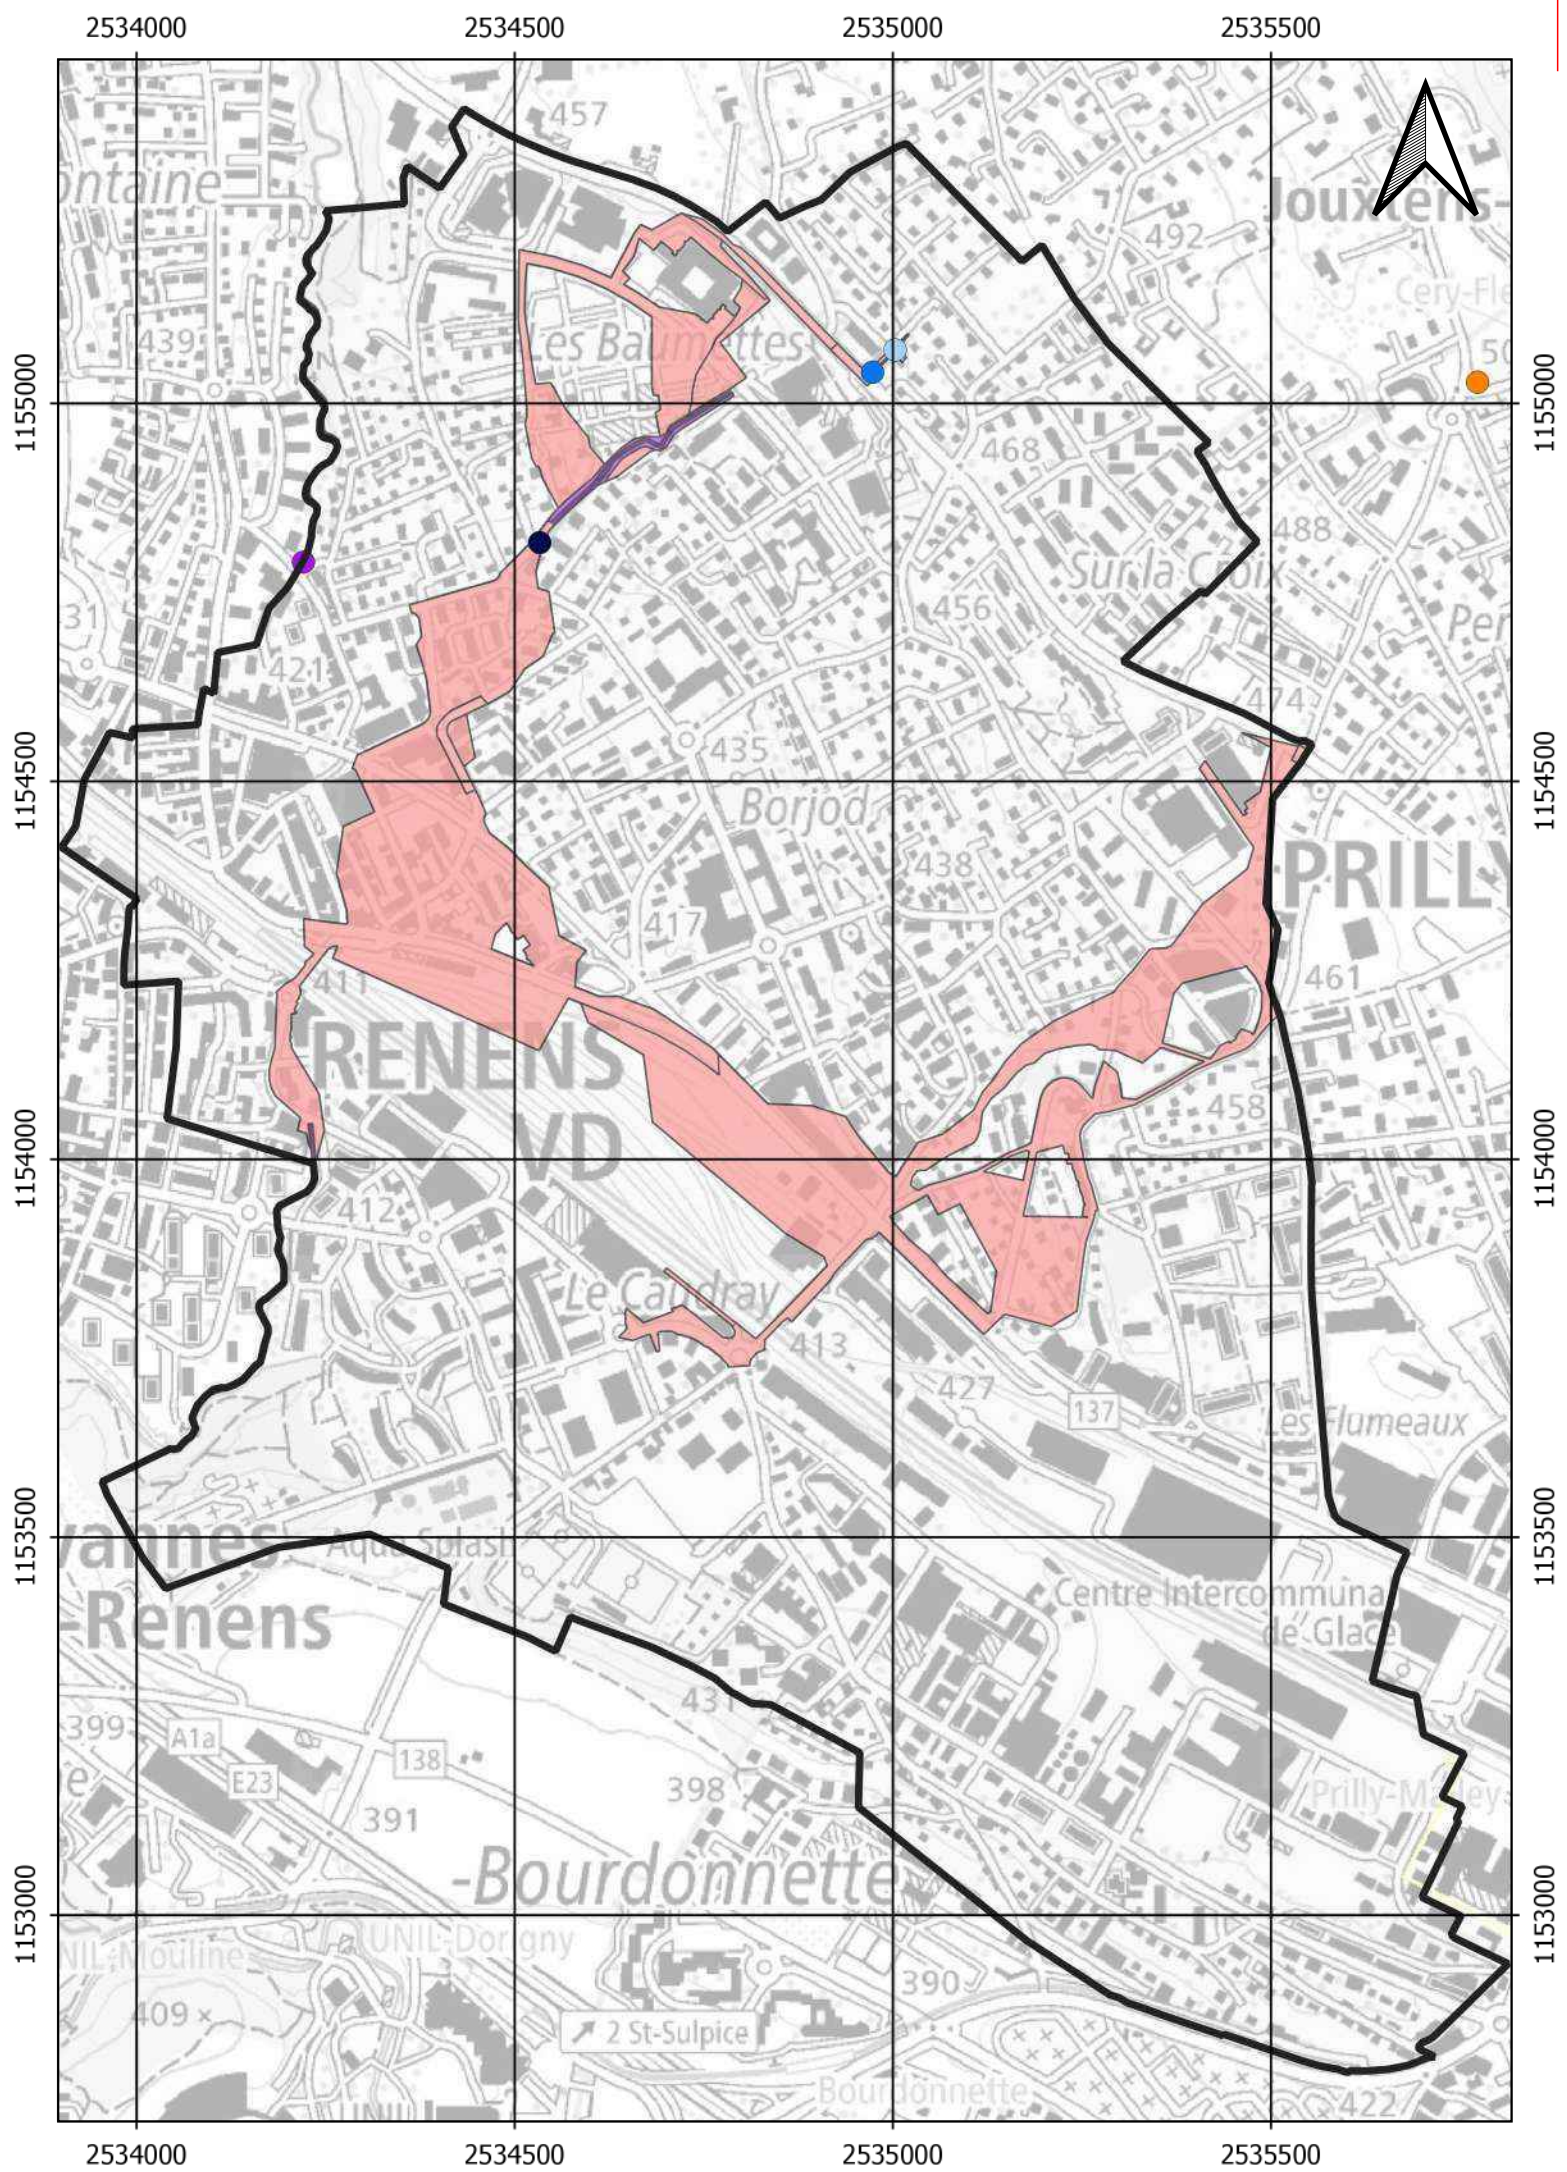 2534000 2534500 2535000 2535500
457
ontaine
Jouxtens-
492
Cery-Fle
439
Les Baumettes
50
1155000 1155000
468
488
Sur la Croix
31
456
Per
421
474
435
1154500 1154500
Borjod
438
PRILLY
417
461
411
RENENS
VD
458
1154000 1154000
412
Le Caudray
413
427
137
Les Flumeaux
1153500 1153500
vannes
Aqua Splash
-Renens
Centre Intercommuna
de Glace
431
399
A1a
138
E23
e
398
Prilly-Malley
391
-Bourdonnette
1153000 1153000
NIL-Mouline
UNIL-Dorigny
390
409
2 St-Sulpice
Bourdonnette
422
UNIL
2534000 2534500 2535000 2535500